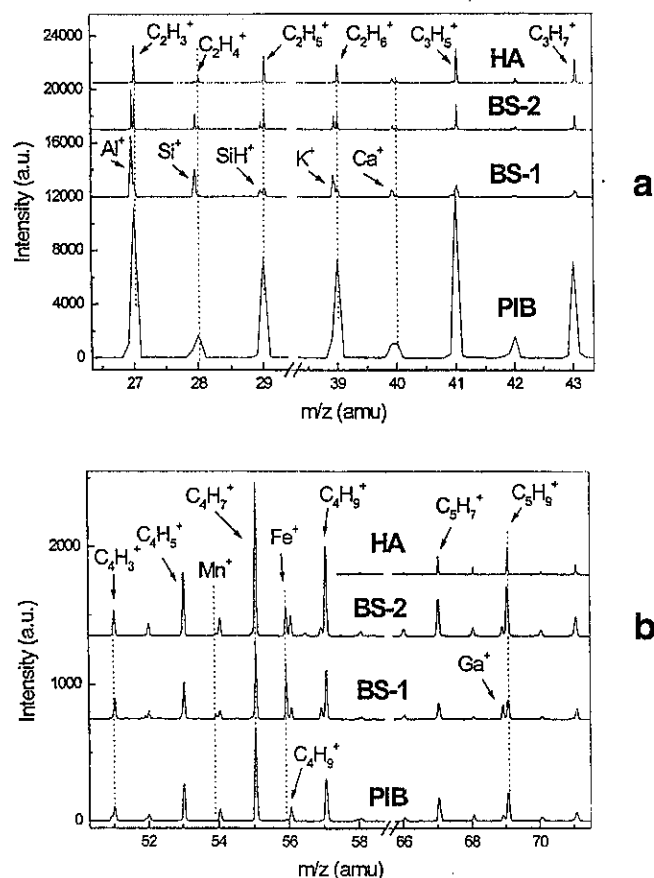 C₂H₃⁺ C₂H₄⁺ C₂H₅⁺ C₂H₆⁺ C₃H₅⁺ HA C₃H₇⁺
24000
20000
BS-2
16000
Al⁺ Si⁺ SiH⁺ K⁺ Ca⁺ BS-1
12000
a
8000
PIB
4000
0
Intensity (a.u.)
27 28 29 39 40 41 42 43
m/z (amu)
C₄H₃⁺ C₄H₅⁺ C₄H₇⁺ Mn⁺ Fe⁺ C₄H₉⁺ C₅H₇⁺ C₅H₉⁺
HA
2000
BS-2
b
Ga⁺
BS-1
1000
C₄H₉⁺
PIB
0
Intensity (a.u.)
52 54 56 58 66 68 70
m/z (amu)